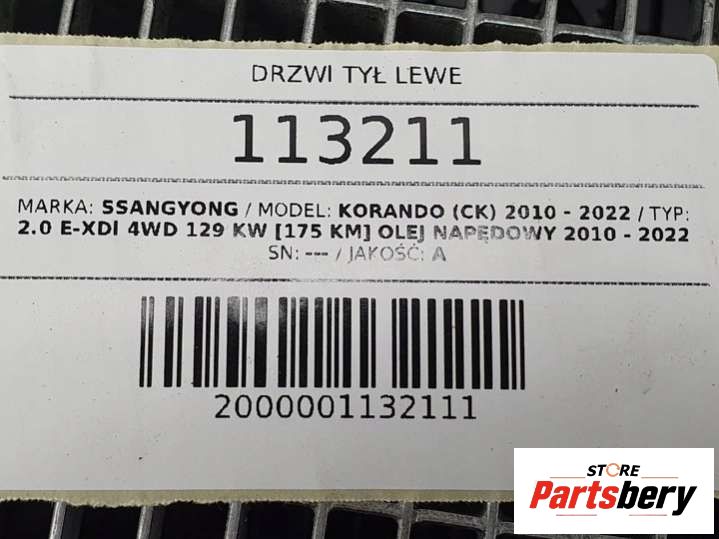 DRZWI TYŁ LEWE
113211
MARKA: SSANGYONG / MODEL: KORANDO (CK) 2010 - 2022 / TYP:
2.0 E-XDI 4WD 129 KW [175 KM] OLEJ NAPĘDOWY 2010 - 2022
SN: --- / JAKOŚĆ: A
2000001132111
STORE
Partsbery